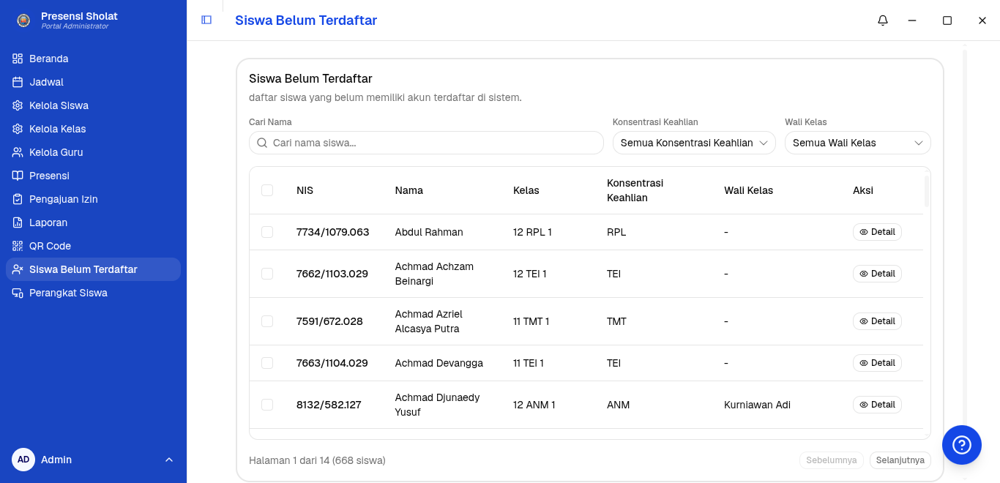 Presensi Sholat
Portal Administrator
Beranda
Jadwal
Kelola Siswa
Kelola Kelas
Kelola Guru
Presensi
Pengajuan Izin
Laporan
QR Code
Siswa Belum Terdaftar
Perangkat Siswa
AD Admin
Siswa Belum Terdaftar
Siswa Belum Terdaftar
daftar siswa yang belum memiliki akun terdaftar di sistem.
Cari Nama Konsentrasi Keahlian Wali Kelas
Cari nama siswa... Semua Konsentrasi Keahlian Semua Wali Kelas
NIS Nama Kelas Konsentrasi Keahlian Wali Kelas Aksi
7734/1079.063 Abdul Rahman 12 RPL 1 RPL - Detail
7662/1103.029 Achmad Achzam Beinargi 12 TEI 1 TEI - Detail
7591/672.028 Achmad Azriel Alcasya Putra 11 TMT 1 TMT - Detail
7663/1104.029 Achmad Devangga 11 TEI 1 TEI - Detail
8132/582.127 Achmad Djunaedy Yusuf 12 ANM 1 ANM Kurniawan Adi Detail
Halaman 1 dari 14 (668 siswa) Sebelumnya Selanjutnya